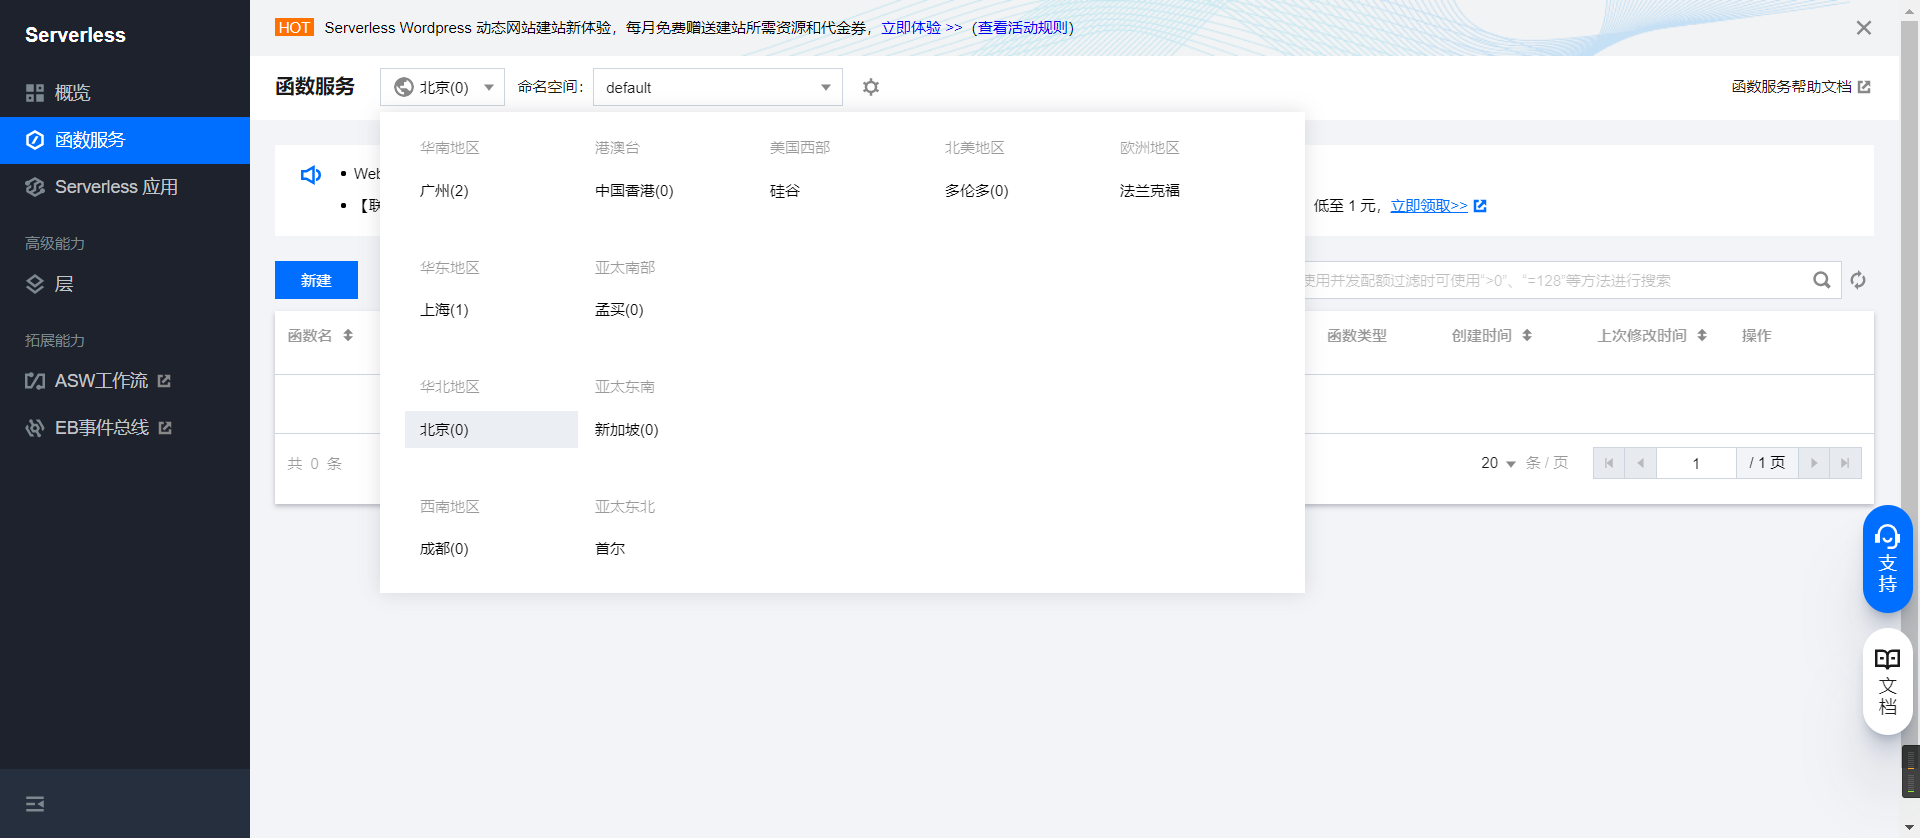 Serverless
概览
函数服务
Serverless 应用
高级能力
层
拓展能力
ASW工作流
EB事件总线
HOT Serverless Wordpress 动态网站建站新体验，每月免费赠送建站所需资源和代金券，立即体验 >> （查看活动规则）
函数服务 北京(0) 命名空间： default 函数服务帮助文档
华南地区 港澳台 美国西部 北美地区 欧洲地区
广州(2) 中国香港(0) 硅谷 多伦多(0) 法兰克福
华东地区 亚太南部
上海(1) 孟买(0)
华北地区 亚太东南
北京(0) 新加坡(0)
西南地区 亚太东北
成都(0) 首尔
• Web
• 【联 低至 1 元，立即领取>>
新建 使用并发配额过滤时可使用“>0”、“=128”等方法进行搜索
函数名 函数类型 创建时间 上次修改时间 操作
共 0 条 20 条 / 页 1 / 1 页
支持
文档